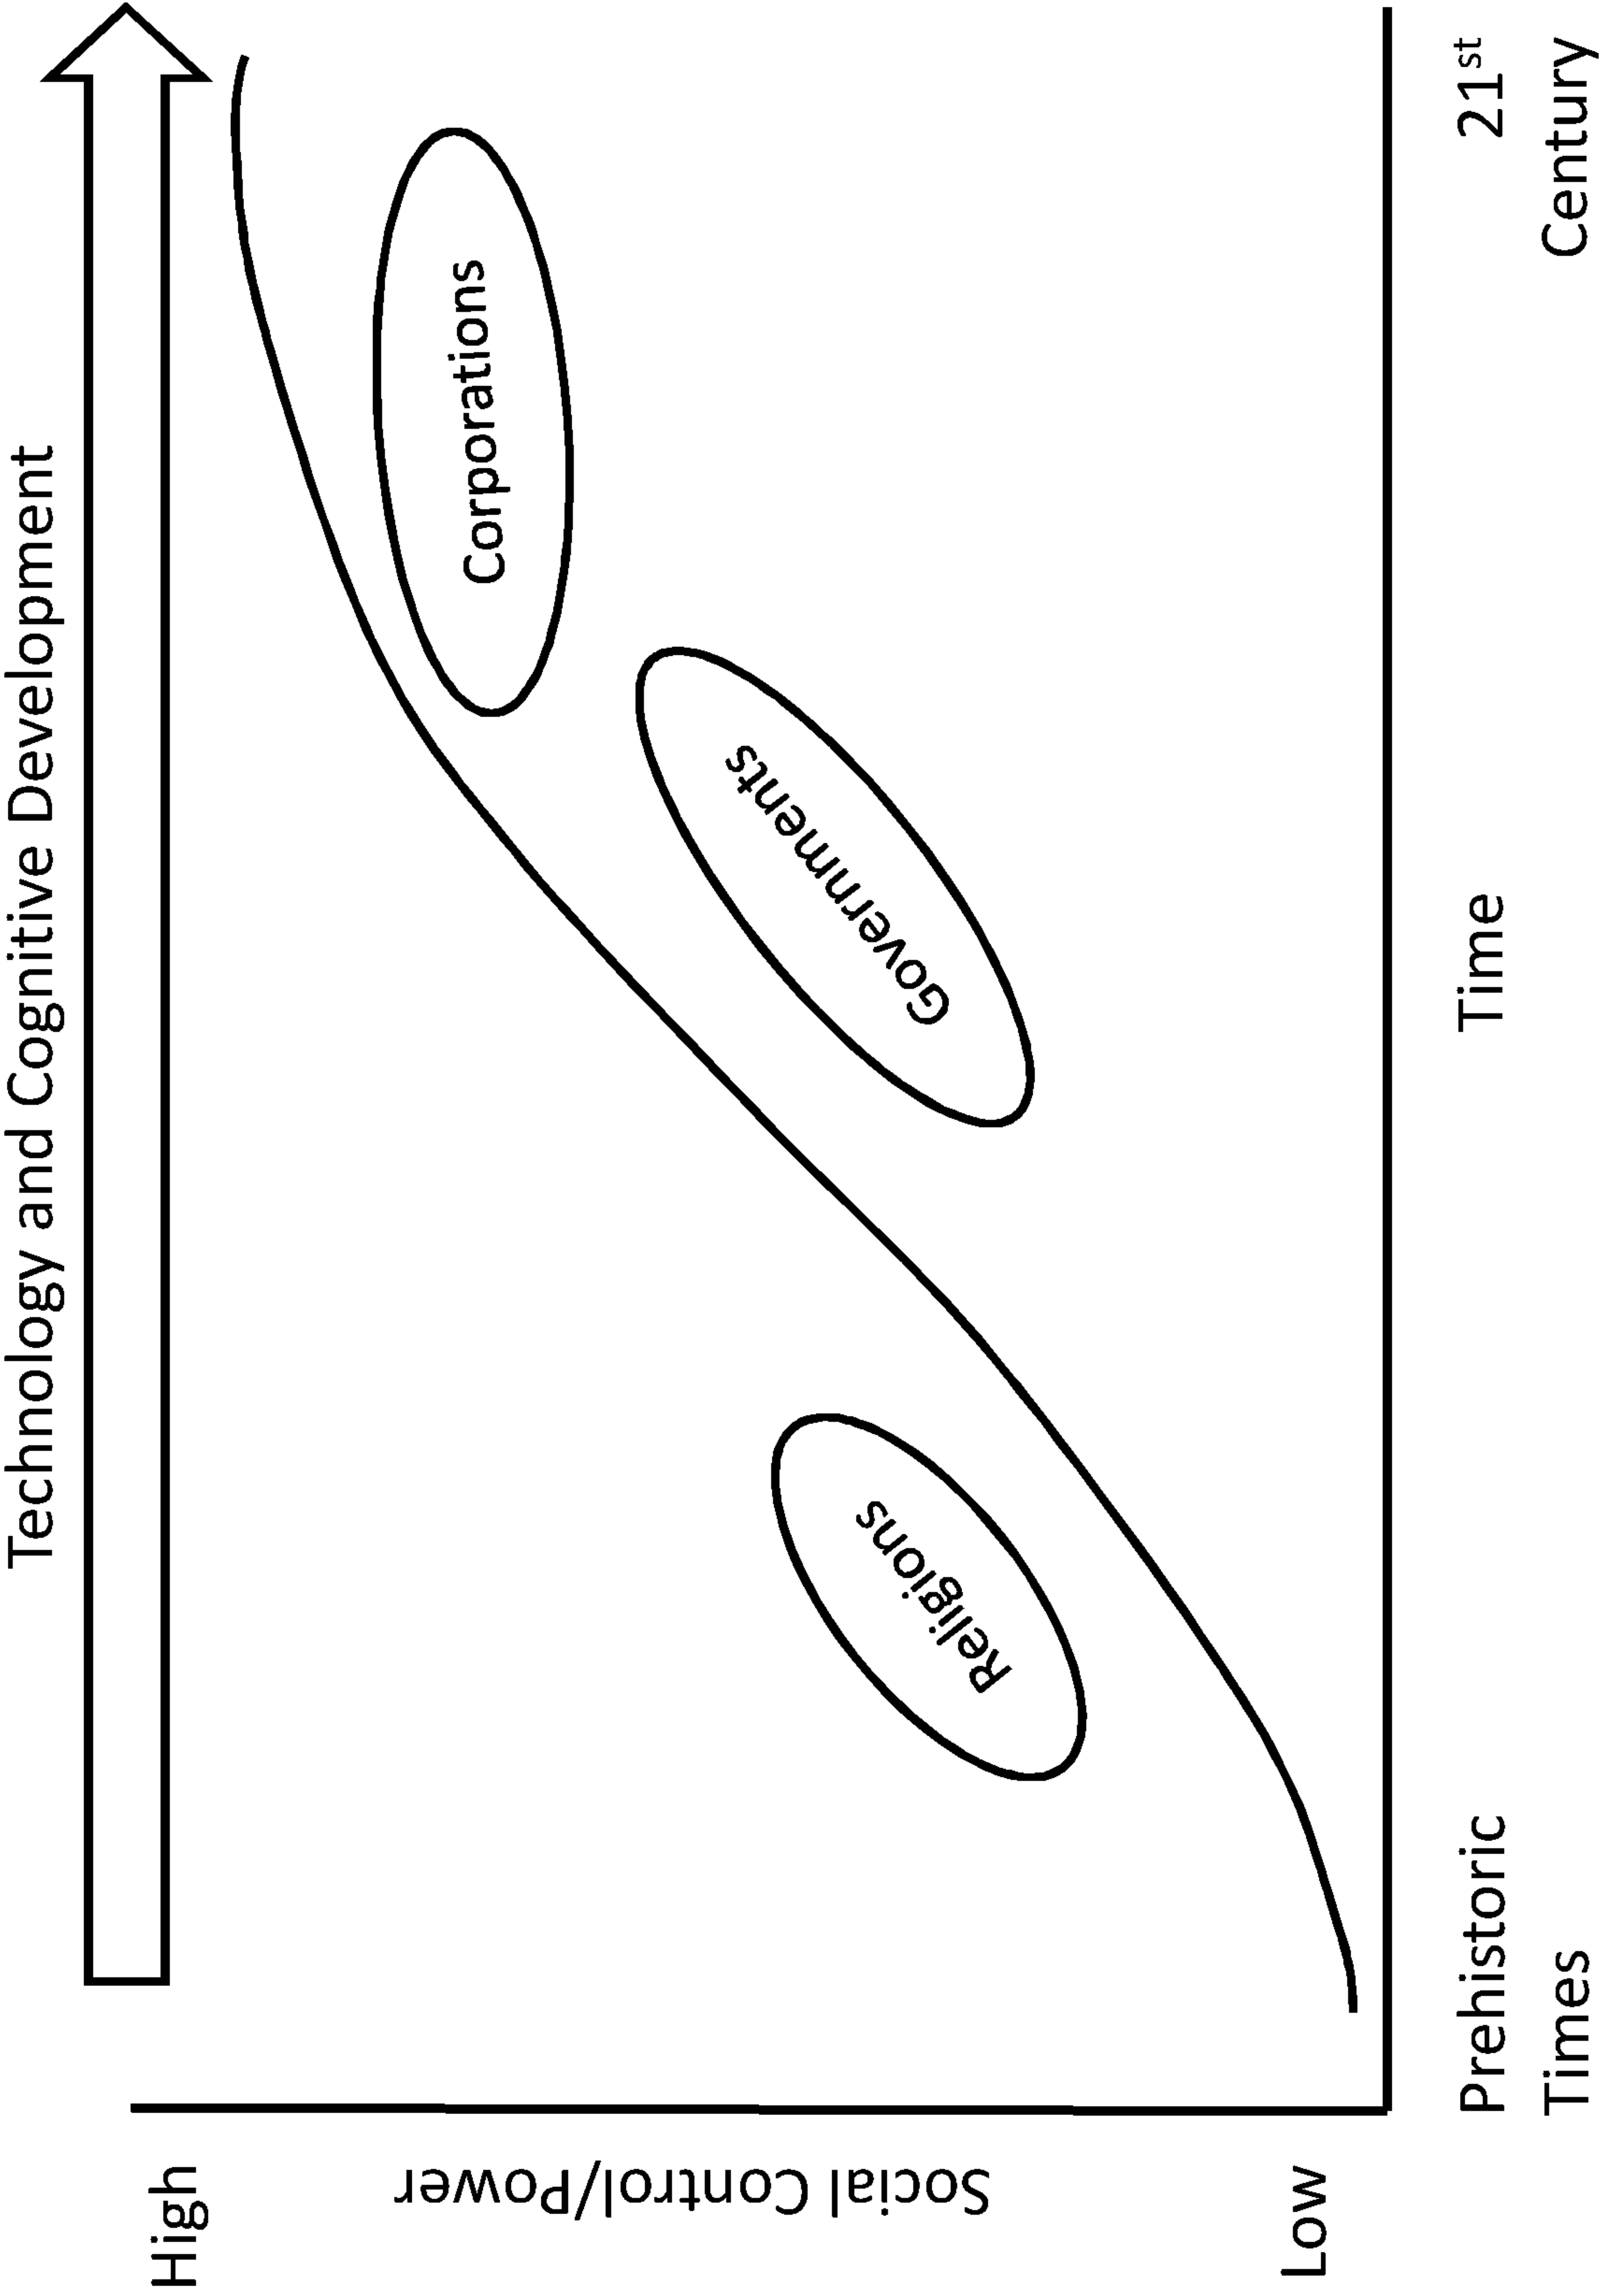 Technology and Cognitive Development
High
Social Control/Power
Low
Religions
Governments
Corporations
Prehistoric
Times
Time
21st
Century